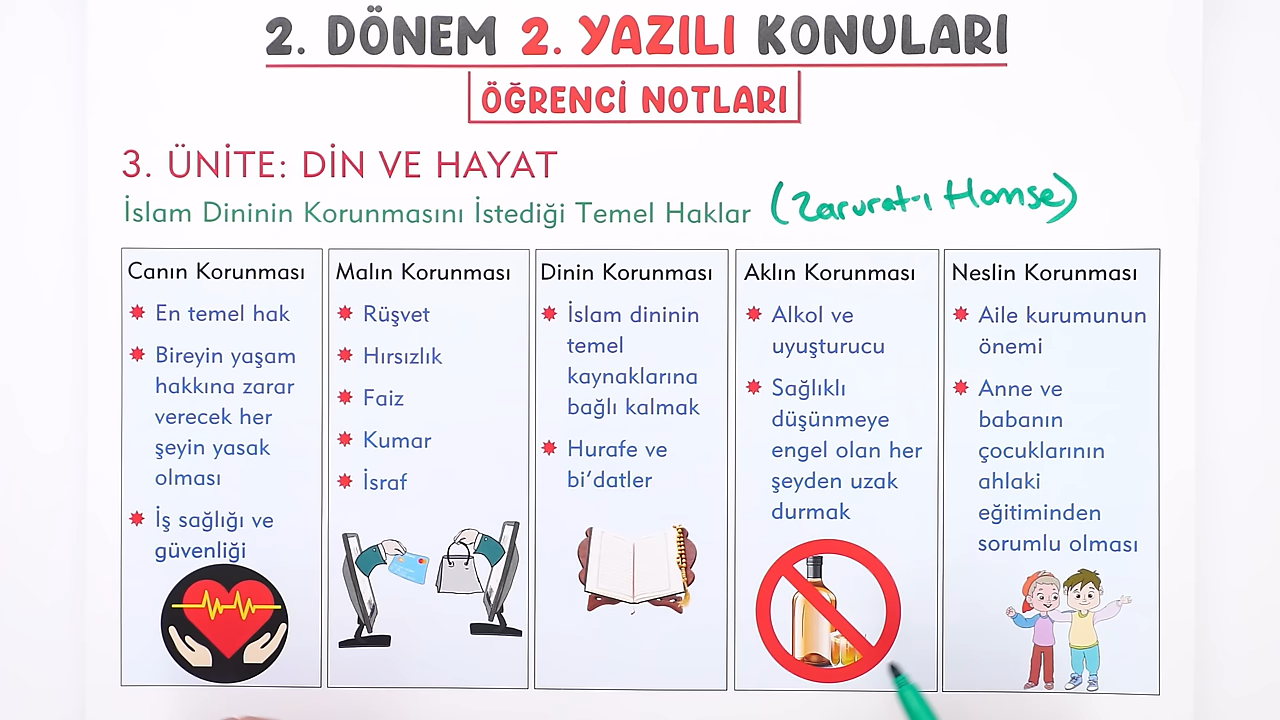 2. DÖNEM 2. YAZILI KONULARI
ÖĞRENCİ NOTLARI
3. ÜNİTE: DİN VE HAYAT
İslam Dininin Korunmasını İstediği Temel Haklar (Zarurat-ı Hamse)
Canın Korunması
En temel hak
Bireyin yaşam
hakkına zarar
verecek her
şeyin yasak
olması
İş sağlığı ve
güvenliği
Malın Korunması
Rüşvet
Hırsızlık
Faiz
Kumar
İsraf
Dinin Korunması
İslam dininin
temel
kaynaklarına
bağlı kalmak
Hurafe ve
bi’datler
Aklın Korunması
Alkol ve
uyuşturucu
Sağlıklı
düşünmeye
engel olan her
şeyden uzak
durmak
Neslin Korunması
Aile kurumunun
önemi
Anne ve
babanın
çocuklarının
ahlaki
eğitiminden
sorumlu olması